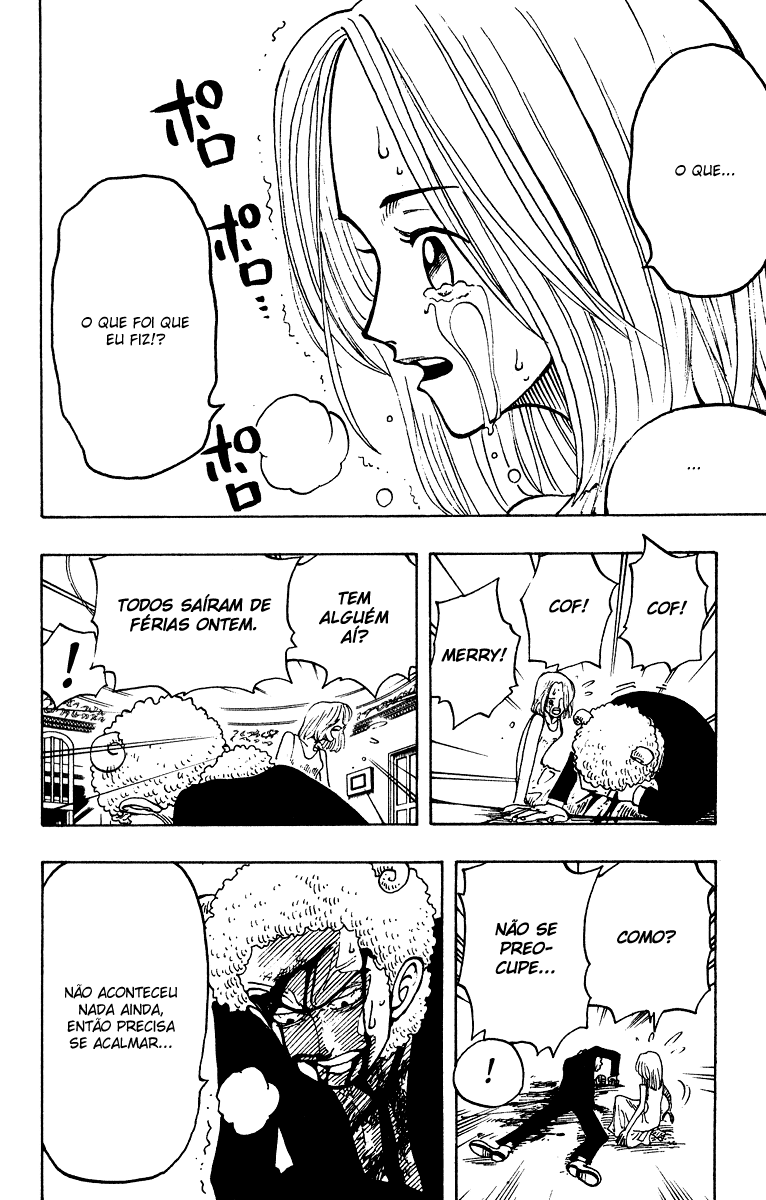 O QUE...
ポロ
ポロ...
ポロ
O QUE FOI QUE
EU FIZ!?
...
COF!
COF!
MERRY!
TEM
ALGUÉM
AÍ?
TODOS SAÍRAM DE
FÉRIAS ONTEM.
!
COMO?
NÃO SE
PREO-
CUPE...
!
NÃO ACONTECEU
NADA AINDA,
ENTÃO PRECISA
SE ACALMAR...